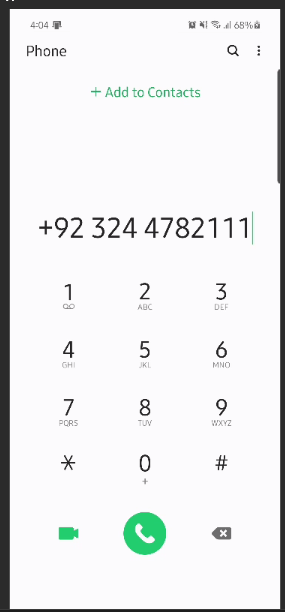 4:04 68%
Phone
+ Add to Contacts
+92 324 4782111
1 2 3
ABC DEF
4 5 6
GHI JKL MNO
7 8 9
PQRS TUV WXYZ
* 0 #
+